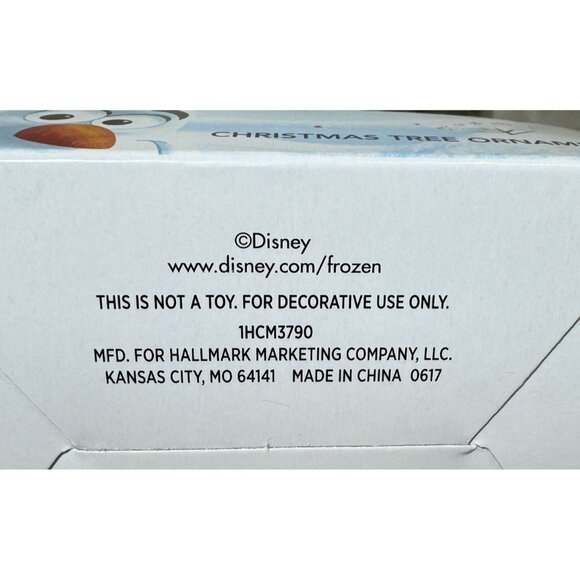 CHRISTMAS TREE
©Disney
www.disney.com/frozen
THIS IS NOT A TOY. FOR DECORATIVE USE ONLY.
1HCM3790
MFD. FOR HALLMARK MARKETING COMPANY, LLC.
KANSAS CITY, MO 64141 MADE IN CHINA 0617